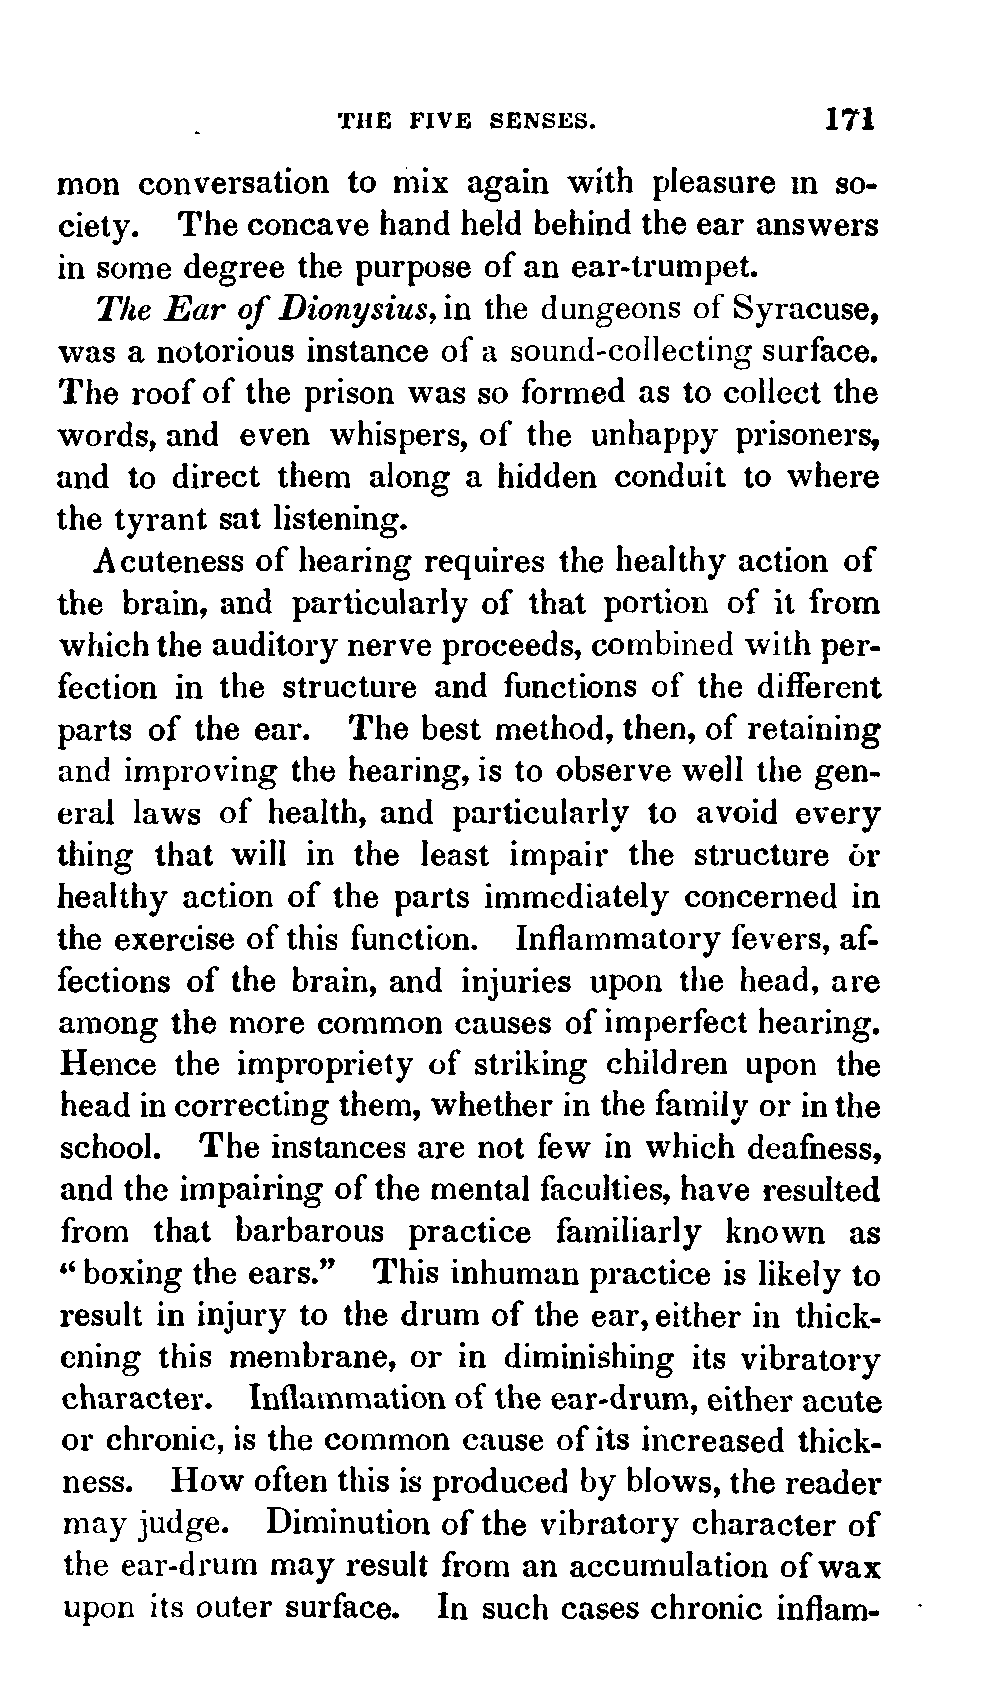 THE FIVE SENSES. 171
mon conversation to mix again with pleasure in so-
ciety. The concave hand held behind the ear answers
in some degree the purpose of an ear-trumpet.
The Ear of Dionysius, in the dungeons of Syracuse,
was a notorious instance of a sound-collecting surface.
The roof of the prison was so formed as to collect the
words, and even whispers, of the unhappy prisoners,
and to direct them along a hidden conduit to where
the tyrant sat listening.
Acuteness of hearing requires the healthy action of
the brain, and particularly of that portion of it from
which the auditory nerve proceeds, combined with per-
fection in the structure and functions of the different
parts of the ear. The best method, then, of retaining
and improving the hearing, is to observe well the gen-
eral laws of health, and particularly to avoid every
thing that will in the least impair the structure or
healthy action of the parts immediately concerned in
the exercise of this function. Inflammatory fevers, af-
fections of the brain, and injuries upon the head, are
among the more common causes of imperfect hearing.
Hence the impropriety of striking children upon the
head in correcting them, whether in the family or in the
school. The instances are not few in which deafness,
and the impairing of the mental faculties, have resulted
from that barbarous practice familiarly known as
“boxing the ears.” This inhuman practice is likely to
result in injury to the drum of the ear, either in thick-
ening this membrane, or in diminishing its vibratory
character. Inflammation of the ear-drum, either acute
or chronic, is the common cause of its increased thick-
ness. How often this is produced by blows, the reader
may judge. Diminution of the vibratory character of
the ear-drum may result from an accumulation of wax
upon its outer surface. In such cases chronic inflam-